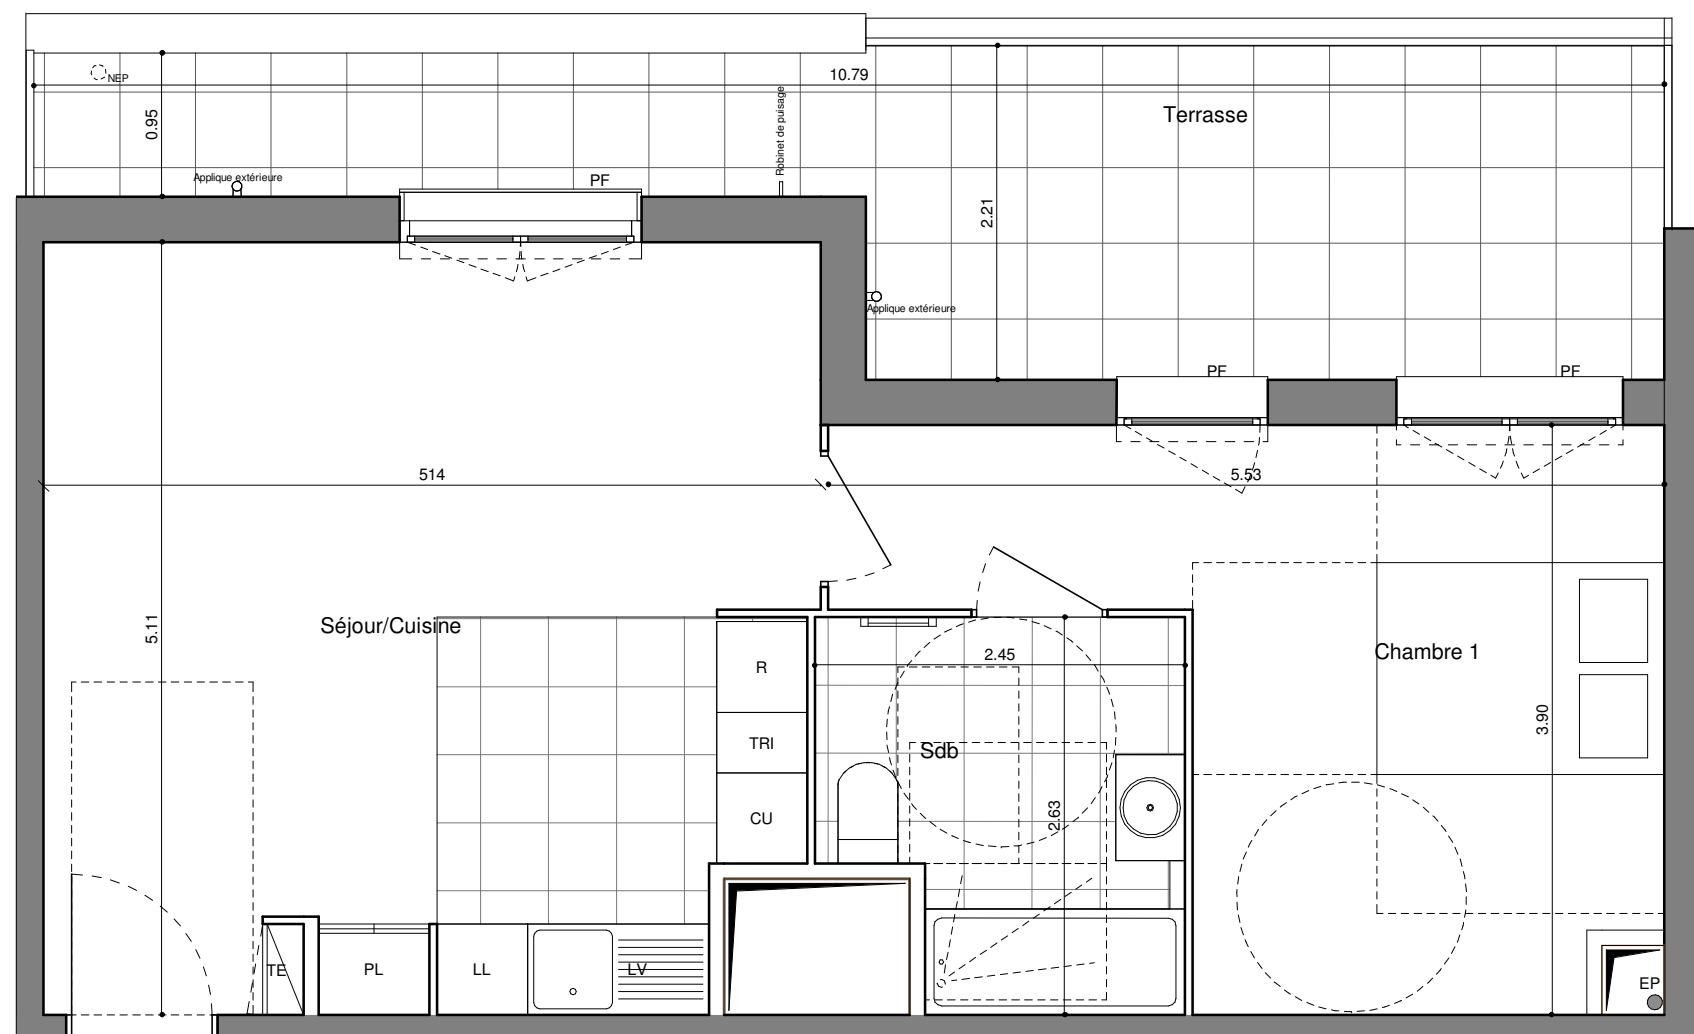 10.79
NEP
Terrasse
0.95
Robinet de puisage
Applique extérieure
PF
2.21
Applique extérieure
PF
PF
514
5.53
5.11
Séjour/Cuisine
R
2.45
Chambre 1
TRI
Sdb
3.90
CU
2.63
TE
PL
LL
LV
EP